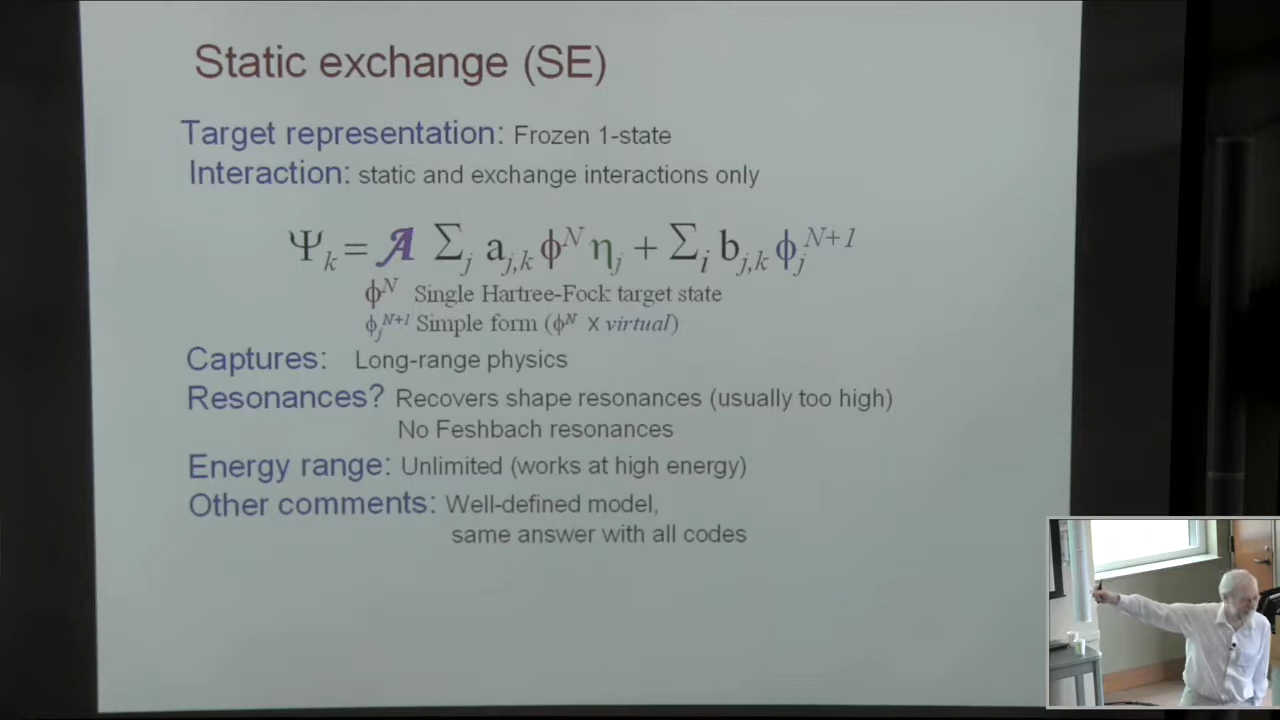 Static exchange (SE)
Target representation: Frozen 1-state
Interaction: static and exchange interactions only
Ψk = 𝓐 Σj aj,k ϕN ηj + Σi bj,k ϕjN+1
ϕN Single Hartree-Fock target state
ϕjN+1 Simple form (ϕN x virtual)
Captures: Long-range physics
Resonances? Recovers shape resonances (usually too high)
No Feshbach resonances
Energy range: Unlimited (works at high energy)
Other comments: Well-defined model,
same answer with all codes